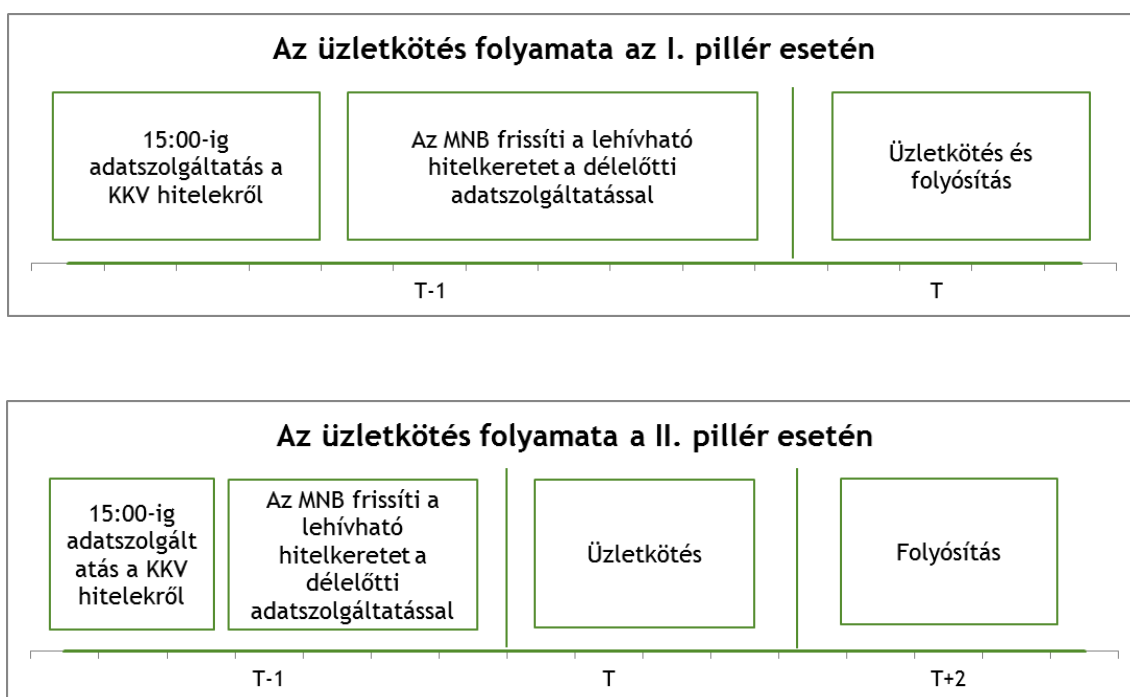 Az üzletkötés folyamata az I. pillér esetén
15:00-ig
adatszolgáltatás a
KKV hitelekről
Az MNB frissíti a lehívható
hitelkeretet a délelőtti
adatszolgáltatással
Üzletkötés és
folyósítás
T-1
T
Az üzletkötés folyamata a II. pillér esetén
15:00-ig
adatszolgált
atás a KKV
hitelekről
Az MNB frissíti a
lehívható
hitelkeretet a
délelőtti
adatszolgáltatással
Üzletkötés
Folyósítás
T-1
T
T+2